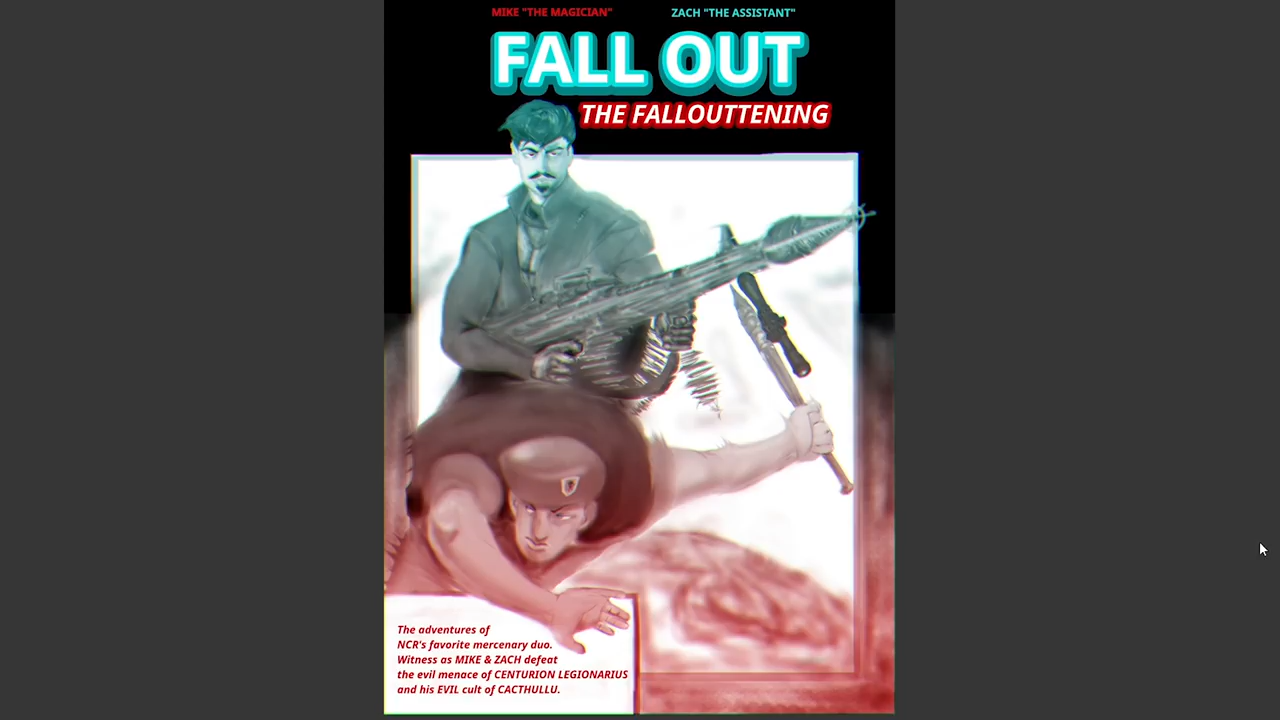 MIKE "THE MAGICIAN" ZACH "THE ASSISTANT"
FALL OUT
THE FALLOUTTENING
The adventures of
NCR's favorite mercenary duo.
Witness as MIKE & ZACH defeat
the evil menace of CENTURION LEGIONARIUS
and his EVIL cult of CACTHULLU.